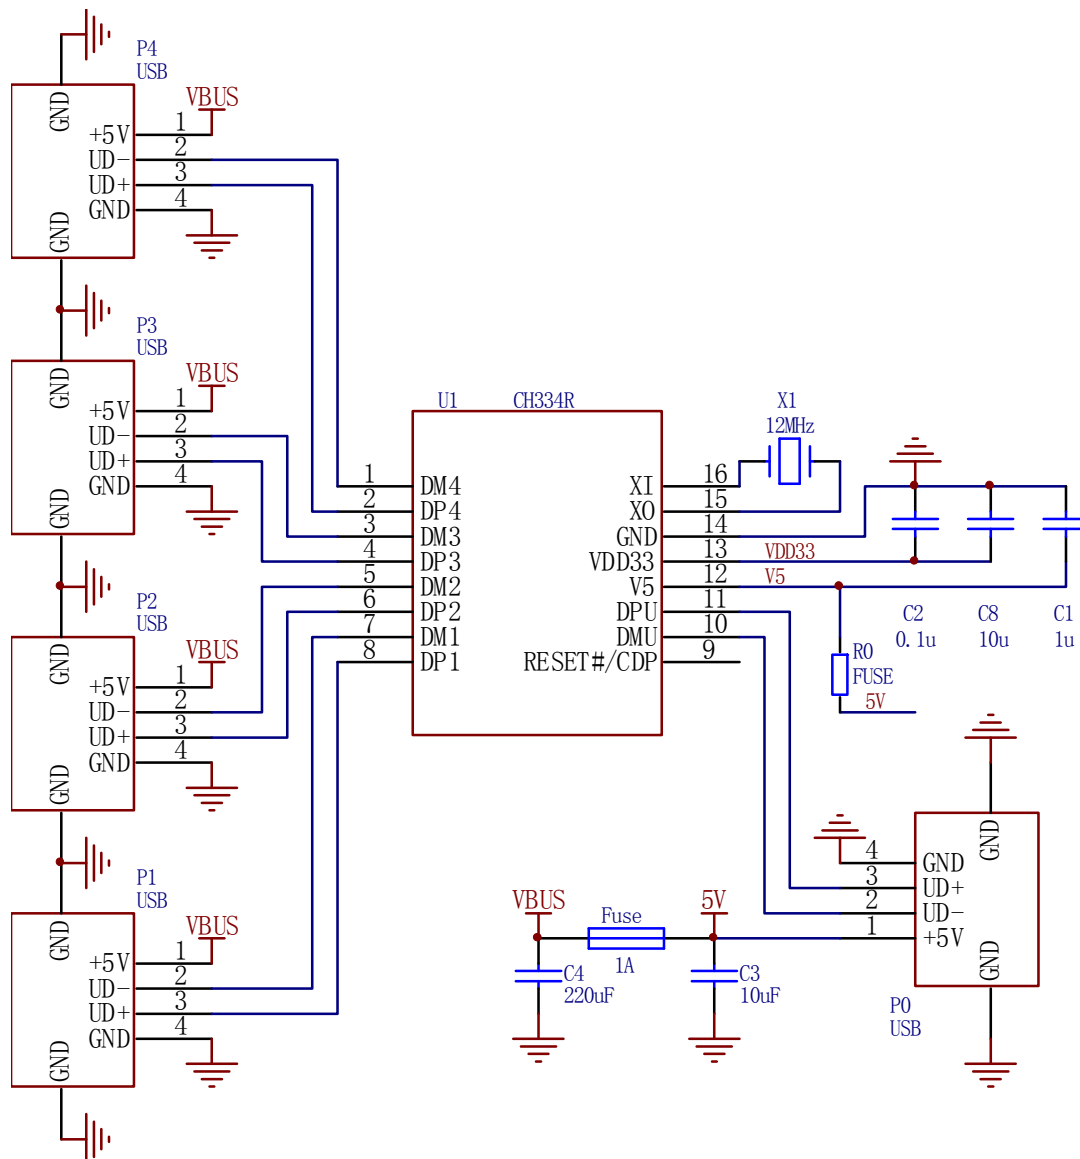 P4
USB
GND
VBUS
+5V 1
UD- 2
UD+ 3
GND 4
GND
P3
USB
GND
VBUS
+5V 1
UD- 2
UD+ 3
GND 4
GND
P2
USB
GND
VBUS
+5V 1
UD- 2
UD+ 3
GND 4
GND
P1
USB
GND
VBUS
+5V 1
UD- 2
UD+ 3
GND 4
GND
U1 CH334R
1 DM4
2 DP4
3 DM3
4 DP3
5 DM2
6 DP2
7 DM1
8 DP1
XI 16
XO 15
GND 14
VDD33 13
V5 12
DPU 11
DMU 10
RESET#/CDP 9
X1
12MHz
VDD33
V5
C2
0.1u
C8
10u
C1
1u
R0
FUSE
5V
GND
4 GND
3 UD+
2 UD-
1 +5V
GND
P0
USB
VBUS
Fuse
1A
5V
C4
220uF
C3
10uF